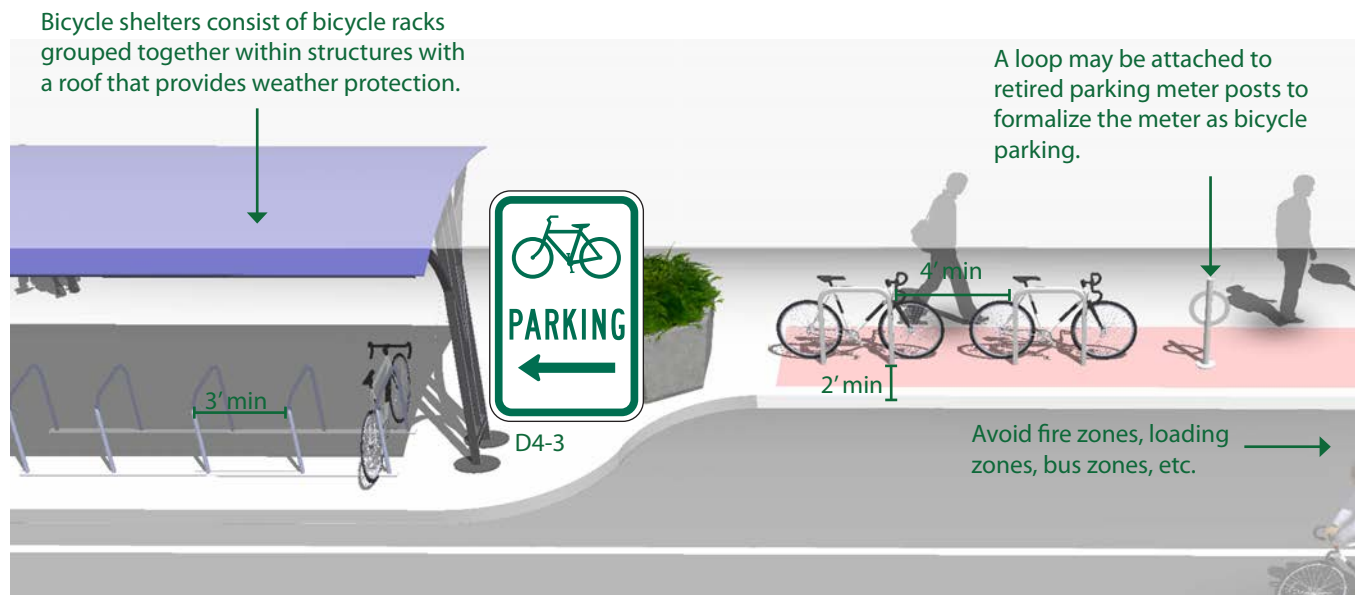 Bicycle shelters consist of bicycle racks
grouped together within structures with
a roof that provides weather protection.
A loop may be attached to
retired parking meter posts to
formalize the meter as bicycle
parking.
PARKING
D4-3
3’ min
4’ min
2’ min
Avoid fire zones, loading
zones, bus zones, etc.